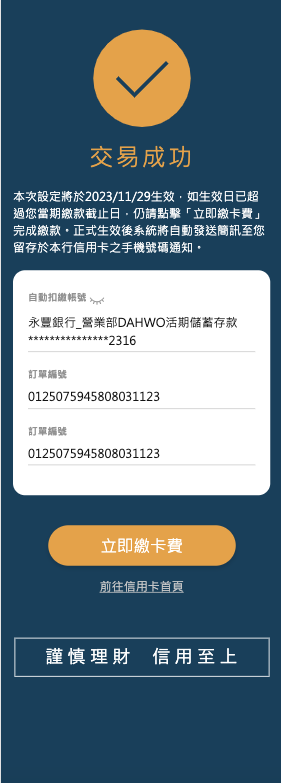 交易成功
本次設定將於2023/11/29生效，如生效日已超
過您當期繳款截止日，仍請點擊「立即繳卡費」
完成繳款。正式生效後系統將自動發送簡訊至您
留存於本行信用卡之手機號碼通知。
自動扣繳帳號
永豐銀行_營業部DAHWO活期儲蓄存款
***************2316
訂單編號
0125075945808031123
訂單編號
0125075945808031123
立即繳卡費
前往信用卡首頁
謹慎理財 信用至上